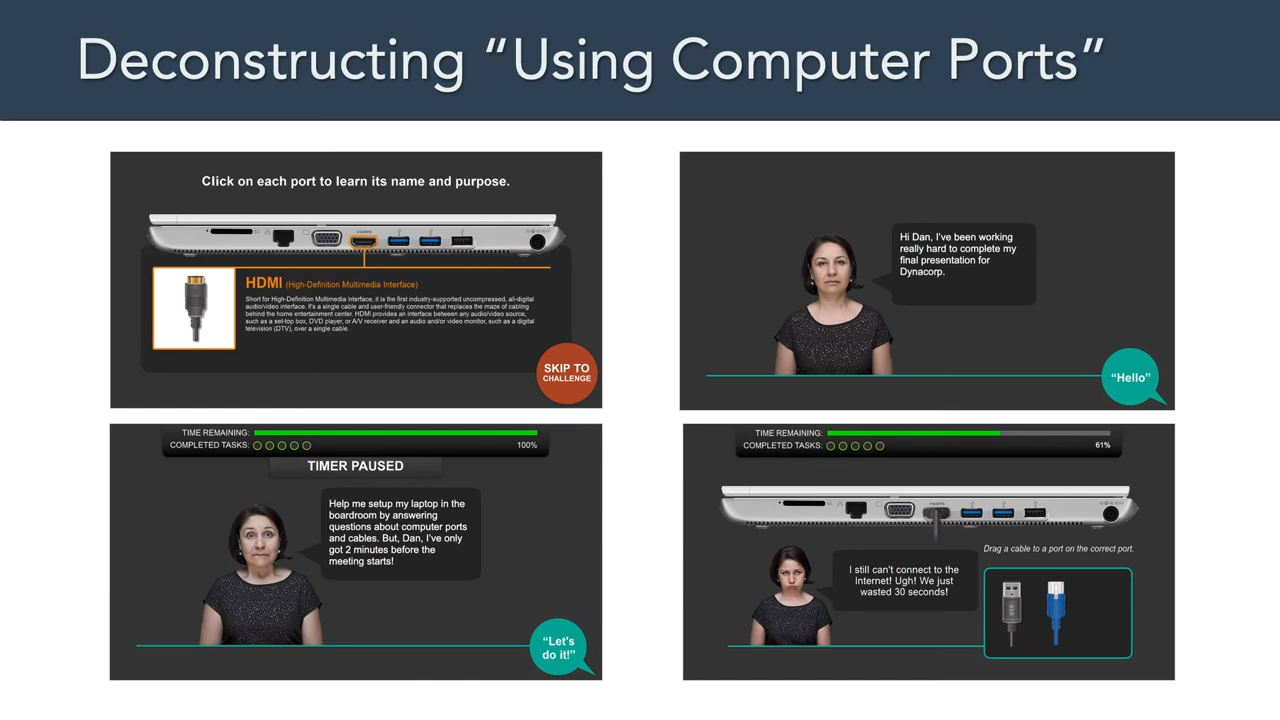 Deconstructing “Using Computer Ports”
Click on each port to learn its name and purpose.
HDMI
HDMI (High-Definition Multimedia Interface)
Short for High-Definition Multimedia Interface, it is the first industry-supported uncompressed, all-digital
audio/video interface. It's a single cable and user-friendly connector that replaces the maze of cabling
behind the home entertainment center. HDMI provides an interface between any audio/video source,
such as a set-top box, DVD player, or A/V receiver and an audio and/or video monitor, such as a digital
television (DTV), over a single cable.
SKIP TO
CHALLENGE
Hi Dan, I've been working
really hard to complete my
final presentation for
Dynacorp.
“Hello”
TIME REMAINING:
COMPLETED TASKS:
100%
TIMER PAUSED
Help me setup my laptop in the
boardroom by answering
questions about computer ports
and cables. But, Dan, I've only
got 2 minutes before the
meeting starts!
“Let's
do it!”
TIME REMAINING:
COMPLETED TASKS:
61%
HDMI
Drag a cable to a port on the correct port.
I still can't connect to the
Internet! Ugh! We just
wasted 30 seconds!